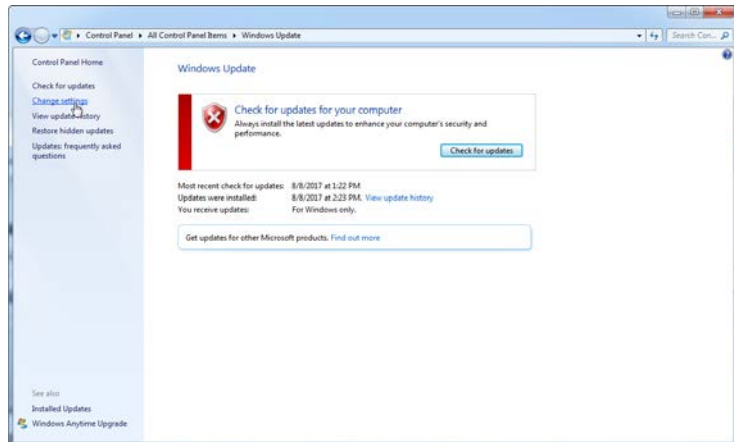 Control Panel ▸ All Control Panel Items ▸ Windows Update
Search Con...
Control Panel Home
Check for updates
Change settings
View update history
Restore hidden updates
Updates: frequently asked
questions
See also
Installed Updates
Windows Anytime Upgrade
Windows Update
Check for updates for your computer
Always install the latest updates to enhance your computer's security and
performance.
Check for updates
Most recent check for updates: 8/8/2017 at 1:22 PM
Updates were installed: 8/8/2017 at 2:23 PM. View update history
You receive updates: For Windows only.
Get updates for other Microsoft products. Find out more